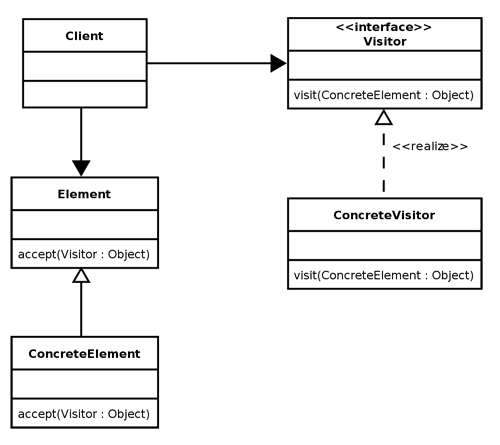 Client
<<interface>>
Visitor
visit(ConcreteElement : Object)
<<realize>>
Element
accept(Visitor : Object)
ConcreteVisitor
visit(ConcreteElement : Object)
ConcreteElement
accept(Visitor : Object)